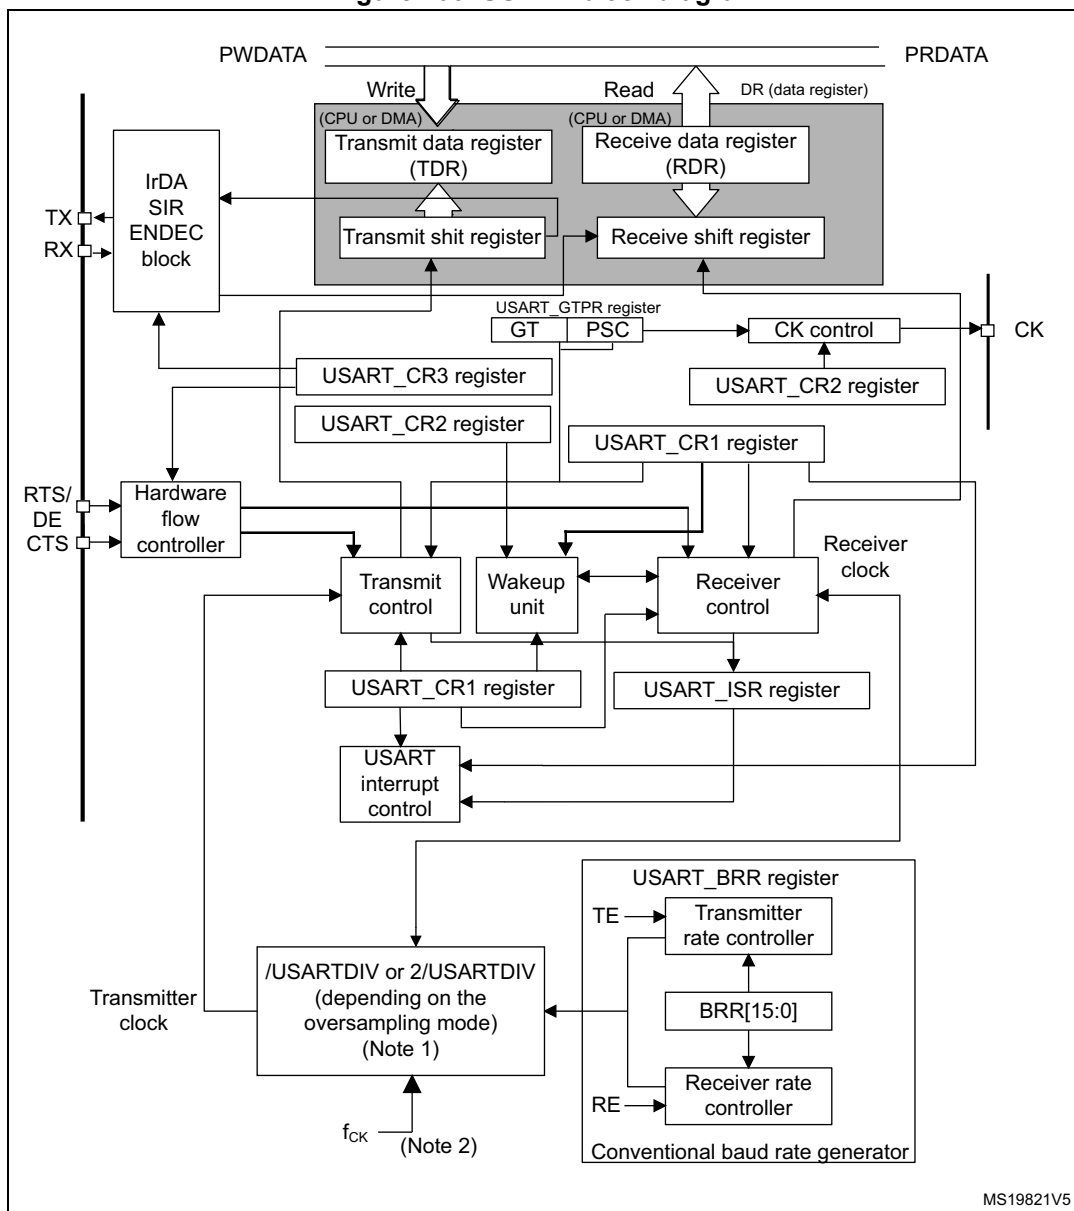 PWDATA
PRDATA
Write
Read
DR (data register)
(CPU or DMA)
(CPU or DMA)
Transmit data register
(TDR)
Receive data register
(RDR)
IrDA
SIR
ENDEC
block
TX
RX
Transmit shit register
Receive shift register
USART_GTPR register
GT
PSC
CK control
CK
USART_CR3 register
USART_CR2 register
USART_CR2 register
USART_CR1 register
RTS/
DE
CTS
Hardware
flow
controller
Receiver
clock
Transmit
control
Wakeup
unit
Receiver
control
USART_CR1 register
USART_ISR register
USART
interrupt
control
USART_BRR register
TE
Transmitter
rate controller
/USARTDIV or 2/USARTDIV
(depending on the
oversampling mode)
(Note 1)
Transmitter
clock
BRR[15:0]
Receiver rate
controller
RE
fCK
(Note 2)
Conventional baud rate generator
MS19821V5